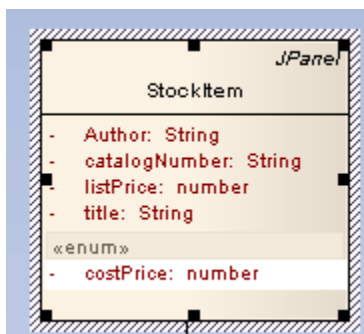 JPanel
StockItem
- Author: String
- catalogNumber: String
- listPrice: number
- title: String
«enum»
- costPrice: number